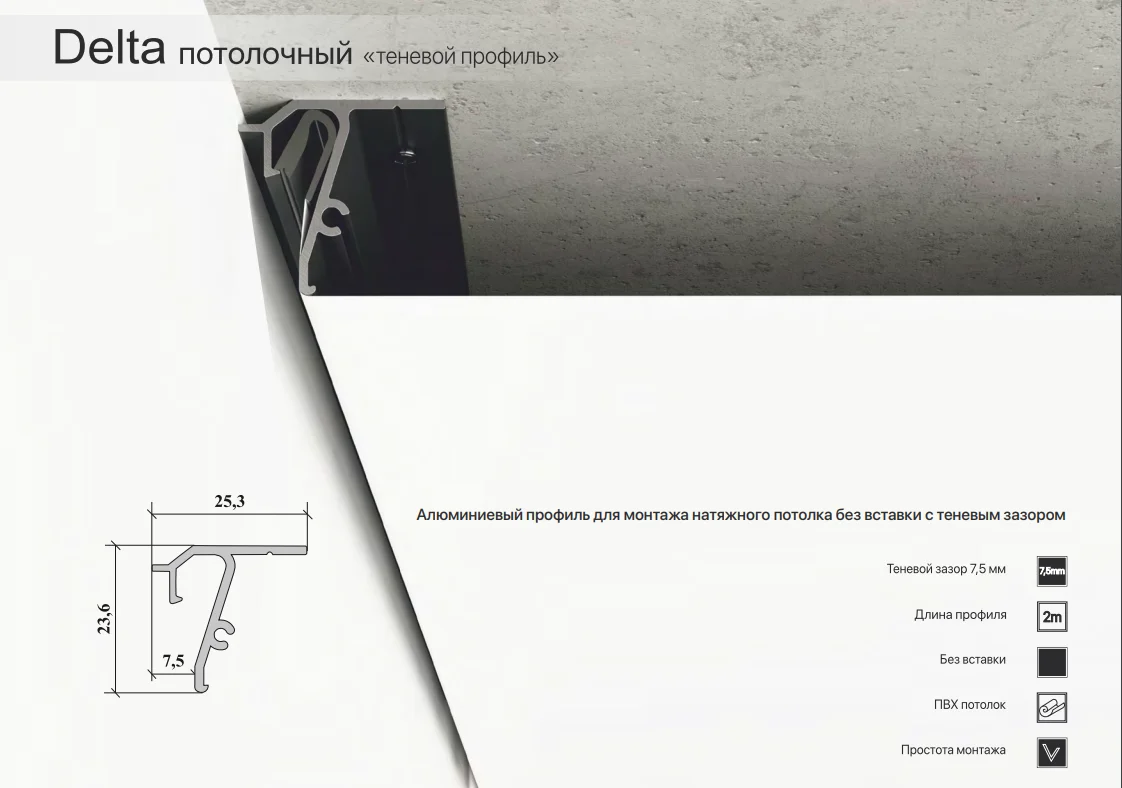 Delta потолочный «теневой профиль»
25,3
23,6
7,5
Алюминиевый профиль для монтажа натяжного потолка без вставки с теневым зазором
Теневой зазор 7,5 мм
7,5mm
Длина профиля
2m
Без вставки
ПВХ потолок
Простота монтажа